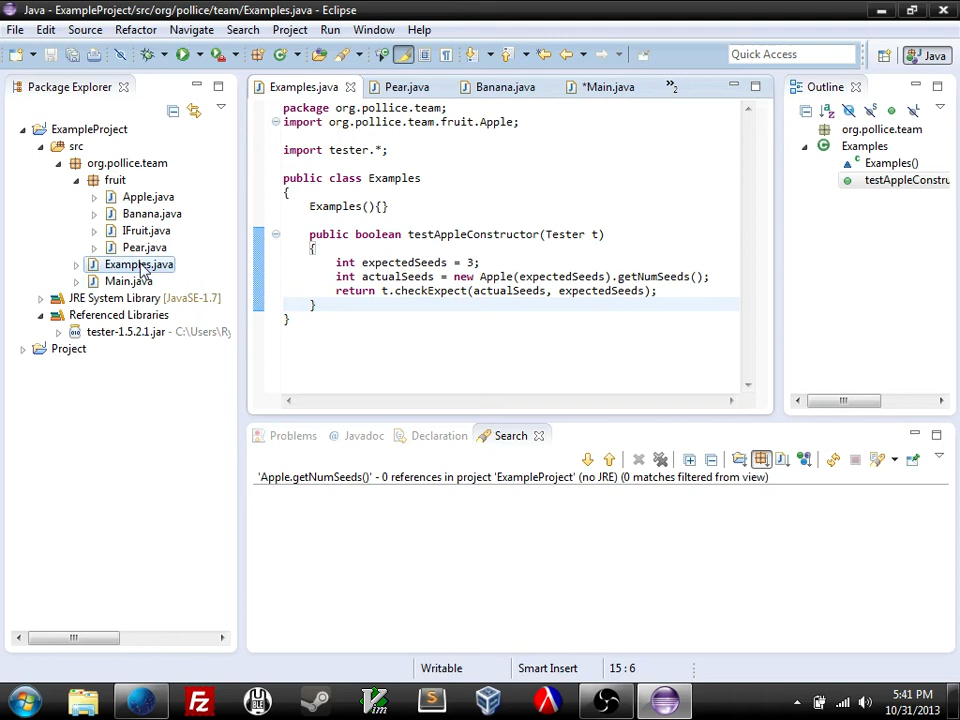 Java - ExampleProject/src/org/pollice/team/Examples.java - Eclipse
File Edit Source Refactor Navigate Search Project Run Window Help
Quick Access Java
Package Explorer
ExampleProject
src
org.pollice.team
fruit
Apple.java
Banana.java
IFruit.java
Pear.java
Examples.java
Main.java
JRE System Library [JavaSE-1.7]
Referenced Libraries
tester-1.5.2.1.jar - C:\Users\Ry
Project
Examples.java Pear.java Banana.java *Main.java »2
package org.pollice.team;
import org.pollice.team.fruit.Apple;
import tester.*;
public class Examples
{
Examples(){}
public boolean testAppleConstructor(Tester t)
{
int expectedSeeds = 3;
int actualSeeds = new Apple(expectedSeeds).getNumSeeds();
return t.checkExpect(actualSeeds, expectedSeeds);
}
}
Outline
org.pollice.team
Examples
Examples()
testAppleConstru
Problems Javadoc Declaration Search
'Apple.getNumSeeds()' - 0 references in project 'ExampleProject' (no JRE) (0 matches filtered from view)
Writable Smart Insert 15 : 6
5:41 PM
10/31/2013